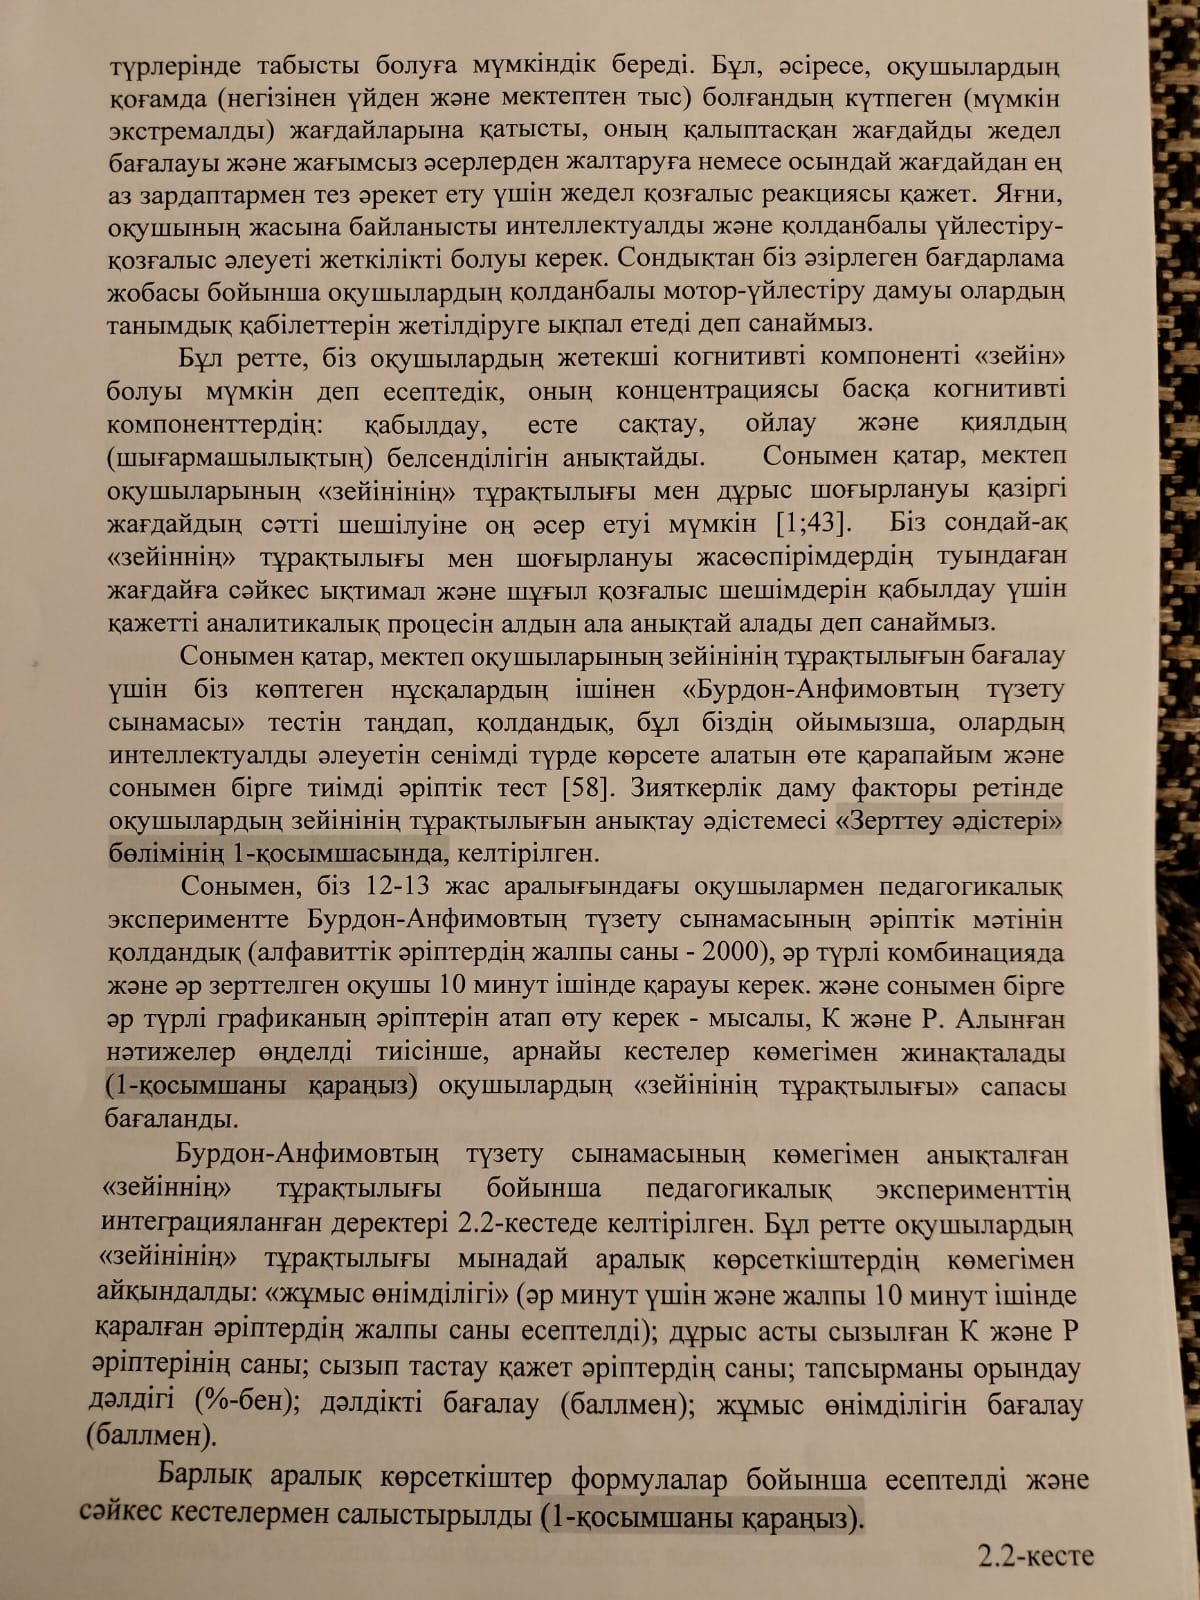 түрлерінде табысты болуға мүмкіндік береді. Бұл, әсіресе, оқушылардың
қоғамда (негізінен үйден және мектептен тыс) болғандың күтпеген (мүмкін
экстремалды) жағдайларына қатысты, оның қалыптасқан жағдайды жедел
бағалауы және жағымсыз әсерлерден жалтаруға немесе осындай жағдайдан ең
аз зардаптармен тез әрекет ету үшін жедел қозғалыс реакциясы қажет. Яғни,
оқушының жасына байланысты интеллектуалды және қолданбалы үйлестіру-
қозғалыс әлеуеті жеткілікті болуы керек. Сондықтан біз әзірлеген бағдарлама
жобасы бойынша оқушылардың қолданбалы мотор-үйлестіру дамуы олардың
танымдық қабілеттерін жетілдіруге ықпал етеді деп санаймыз.
Бұл ретте, біз оқушылардың жетекші когнитивті компоненті «зейін»
болуы мүмкін деп есептедік, оның концентрациясы басқа когнитивті
компоненттердің: қабылдау, есте сақтау, ойлау және қиялдың
(шығармашылықтың) белсенділігін анықтайды. Сонымен қатар, мектеп
оқушыларының «зейінінің» тұрақтылығы мен дұрыс шоғырлануы қазіргі
жағдайдың сәтті шешілуіне оң әсер етуі мүмкін [1;43]. Біз сондай-ақ
«зейіннің» тұрақтылығы мен шоғырлануы жасөспірімдердің туындаған
жағдайға сәйкес ықтимал және шұғыл қозғалыс шешімдерін қабылдау үшін
қажетті аналитикалық процесін алдын ала анықтай алады деп санаймыз.
Сонымен қатар, мектеп оқушыларының зейінінің тұрақтылығын бағалау
үшін біз көптеген нұсқалардың ішінен «Бурдон-Анфимовтың түзету
сынамасы» тестін таңдап, қолдандық, бұл біздің ойымызша, олардың
интеллектуалды әлеуетін сенімді түрде көрсете алатын өте қарапайым және
сонымен бірге тиімді әріптік тест [58]. Зияткерлік даму факторы ретінде
оқушылардың зейінінің тұрақтылығын анықтау әдістемесі «Зерттеу әдістері»
бөлімінің 1-қосымшасында, келтірілген.
Сонымен, біз 12-13 жас аралығындағы оқушылармен педагогикалық
экспериментте Бурдон-Анфимовтың түзету сынамасының әріптік мәтінін
қолдандық (алфавиттік әріптердің жалпы саны - 2000), әр түрлі комбинацияда
және әр зерттелген оқушы 10 минут ішінде қарауы керек. және сонымен бірге
әр түрлі графиканың әріптерін атап өту керек - мысалы, К және Р. Алынған
нәтижелер өңделді тиісінше, арнайы кестелер көмегімен жинақталады
(1-қосымшаны қараңыз) оқушылардың «зейінінің тұрақтылығы» сапасы
бағаланды.
Бурдон-Анфимовтың түзету сынамасының көмегімен анықталған
«зейіннің» тұрақтылығы бойынша педагогикалық эксперименттің
интеграцияланған деректері 2.2-кестеде келтірілген. Бұл ретте оқушылардың
«зейінінің» тұрақтылығы мынадай аралық көрсеткіштердің көмегімен
айқындалды: «жұмыс өнімділігі» (әр минут үшін және жалпы 10 минут ішінде
қаралған әріптердің жалпы саны есептелді); дұрыс асты сызылған К және Р
әріптерінің саны; сызып тастау қажет әріптердің саны; тапсырманы орындау
дәлдігі (%-бен); дәлдікті бағалау (баллмен); жұмыс өнімділігін бағалау
(баллмен).
Барлық аралық көрсеткіштер формулалар бойынша есептелді және
сәйкес кестелермен салыстырылды (1-қосымшаны қараңыз).
2.2-кесте